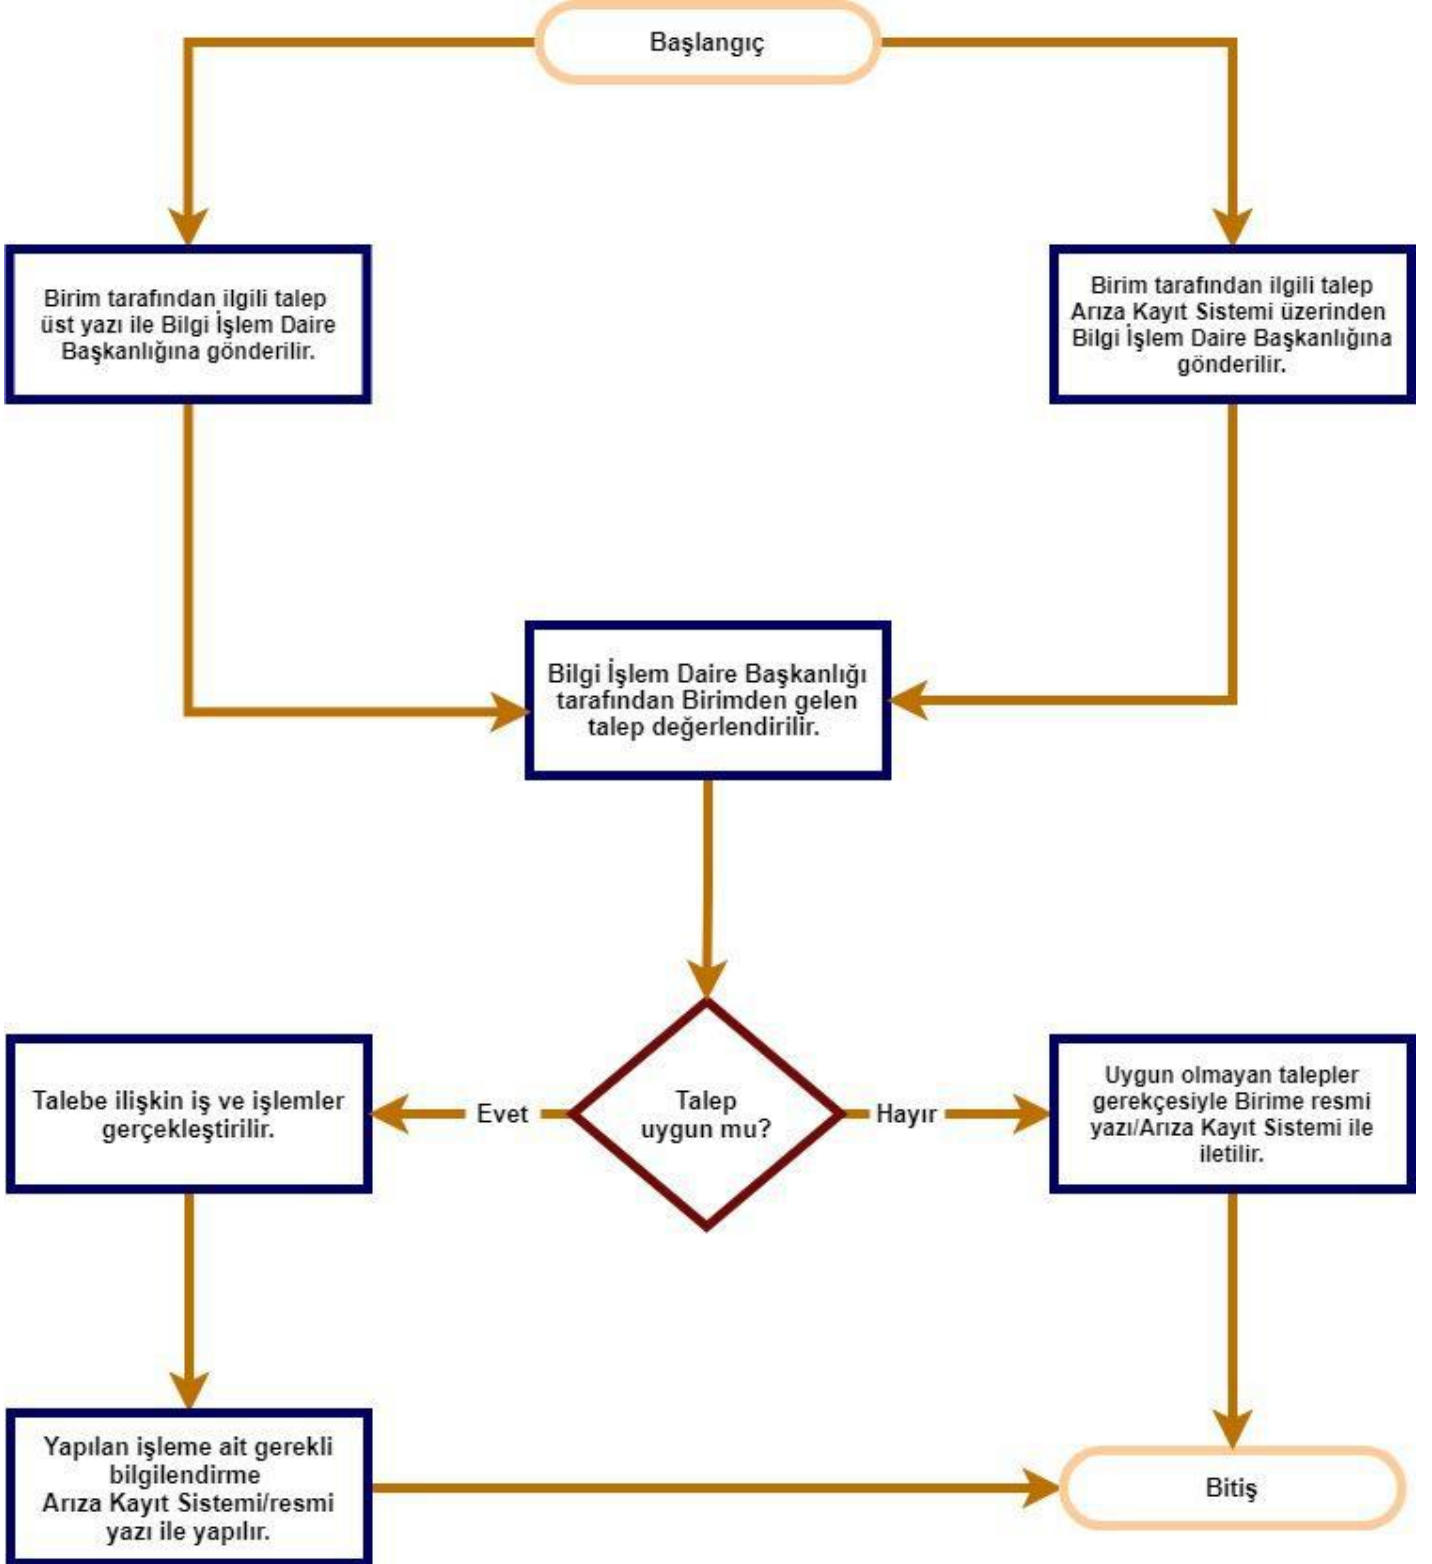 Başlangıç
Birim tarafından ilgili talep
üst yazı ile Bilgi İşlem Daire
Başkanlığına gönderilir.
Birim tarafından ilgili talep
Arıza Kayıt Sistemi üzerinden
Bilgi İşlem Daire Başkanlığına
gönderilir.
Bilgi İşlem Daire Başkanlığı
tarafından Birimden gelen
talep değerlendirilir.
Talebe ilişkin iş ve işlemler
gerçekleştirilir.
Evet
Talep
uygun mu?
Hayır
Uygun olmayan talepler
gerekçesiyle Birime resmi
yazı/Arıza Kayıt Sistemi ile
iletilir.
Yapılan işleme ait gerekli
bilgilendirme
Arıza Kayıt Sistemi/resmi
yazı ile yapılır.
Bitiş